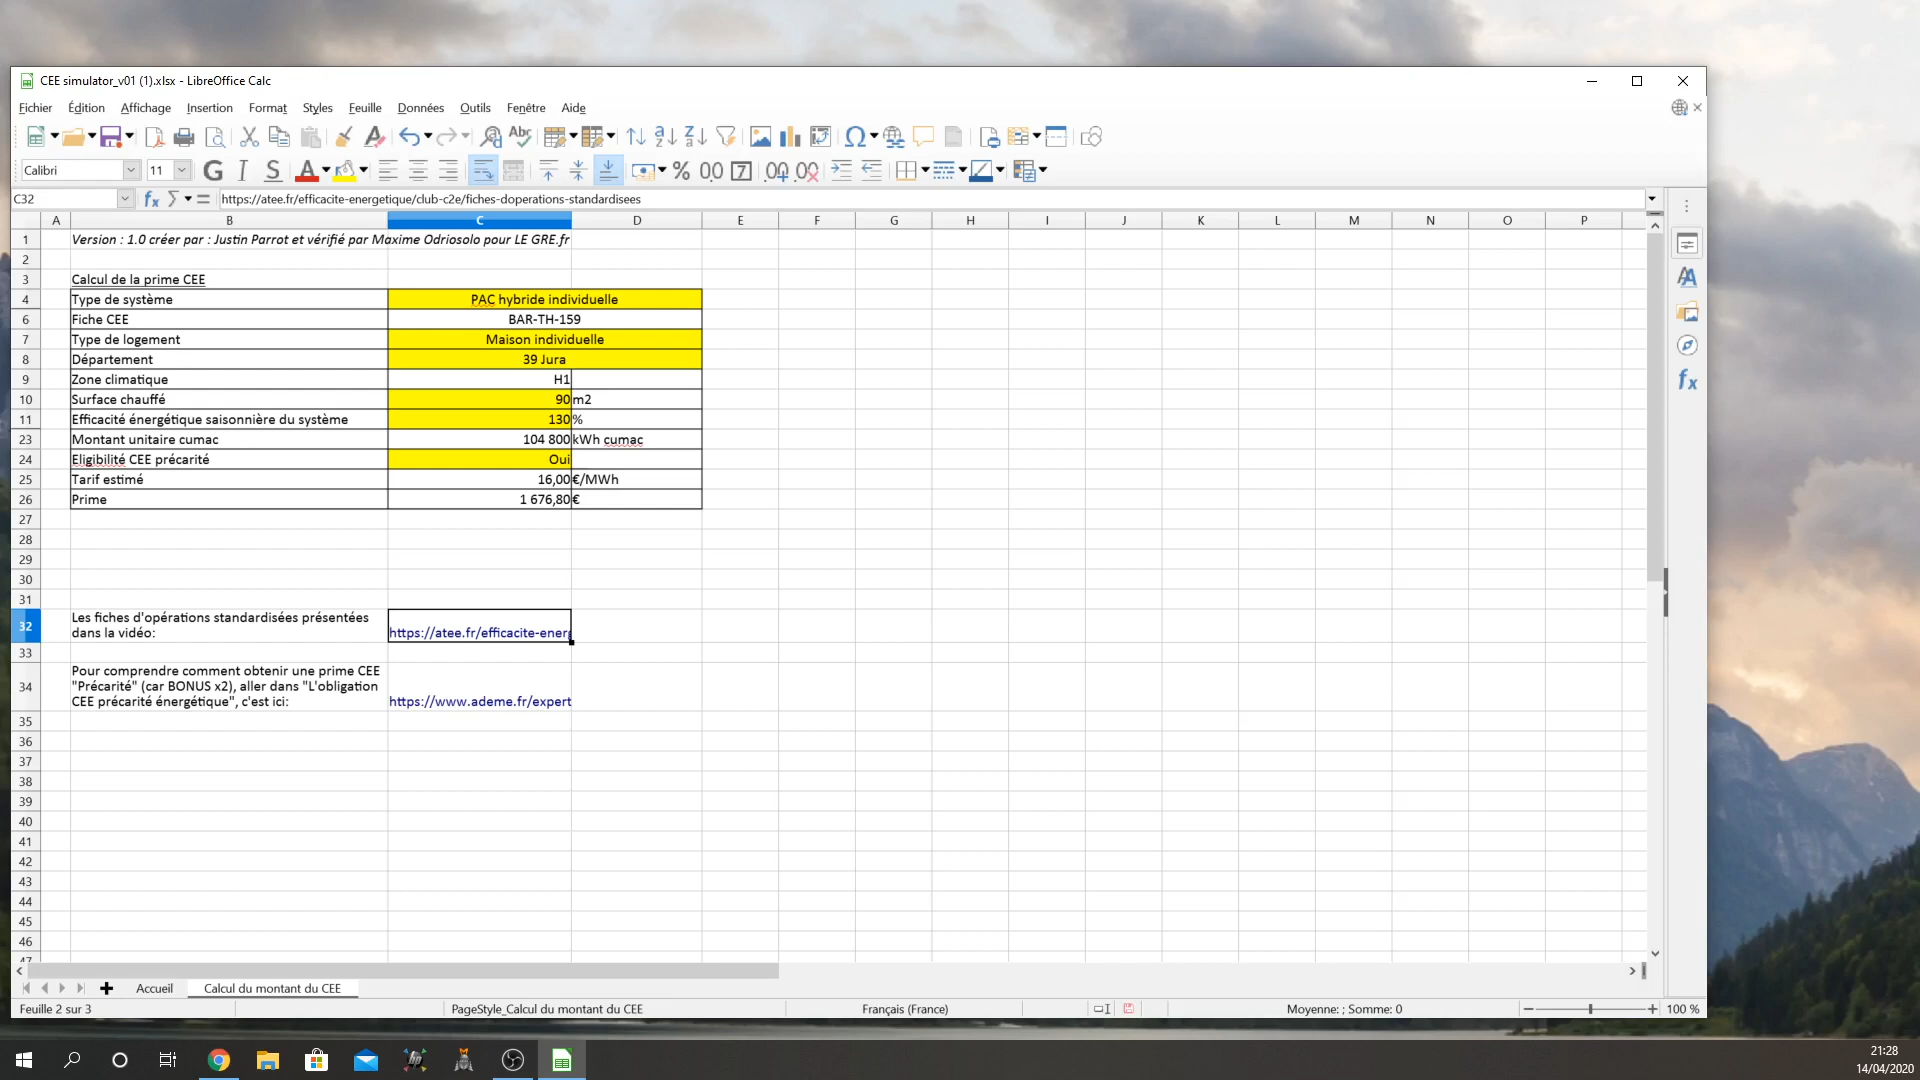 CEE simulator_v01 (1).xlsx - LibreOffice Calc
Fichier Édition Affichage Insertion Format Styles Feuille Données Outils Fenêtre Aide
Calibri 11 G I S
C32 https://atee.fr/efficacite-energetique/club-c2e/fiches-doperations-standardisees
A B C D E F G H I J K L M N O P
1 Version : 1.0 créer par : Justin Parrot et vérifié par Maxime Odriosolo pour LE GRE.fr
2
3 Calcul de la prime CEE
4 Type de système PAC hybride individuelle
6 Fiche CEE BAR-TH-159
7 Type de logement Maison individuelle
8 Département 39 Jura
9 Zone climatique H1
10 Surface chauffé 90 m2
11 Efficacité énergétique saisonnière du système 130 %
23 Montant unitaire cumac 104 800 kWh cumac
24 Eligibilité CEE précarité Oui
25 Tarif estimé 16,00 €/MWh
26 Prime 1 676,80 €
27
28
29
30
31
32 Les fiches d'opérations standardisées présentées
dans la vidéo: https://atee.fr/efficacite-energ
33
34 Pour comprendre comment obtenir une prime CEE
"Précarité" (car BONUS x2), aller dans "L'obligation
CEE précarité énergétique", c'est ici: https://www.ademe.fr/expert
35
36
37
38
39
40
41
42
43
44
45
46
47
Accueil Calcul du montant du CEE
Feuille 2 sur 3 PageStyle_Calcul du montant du CEE Français (France) Moyenne: ; Somme: 0 100 %
21:28
14/04/2020